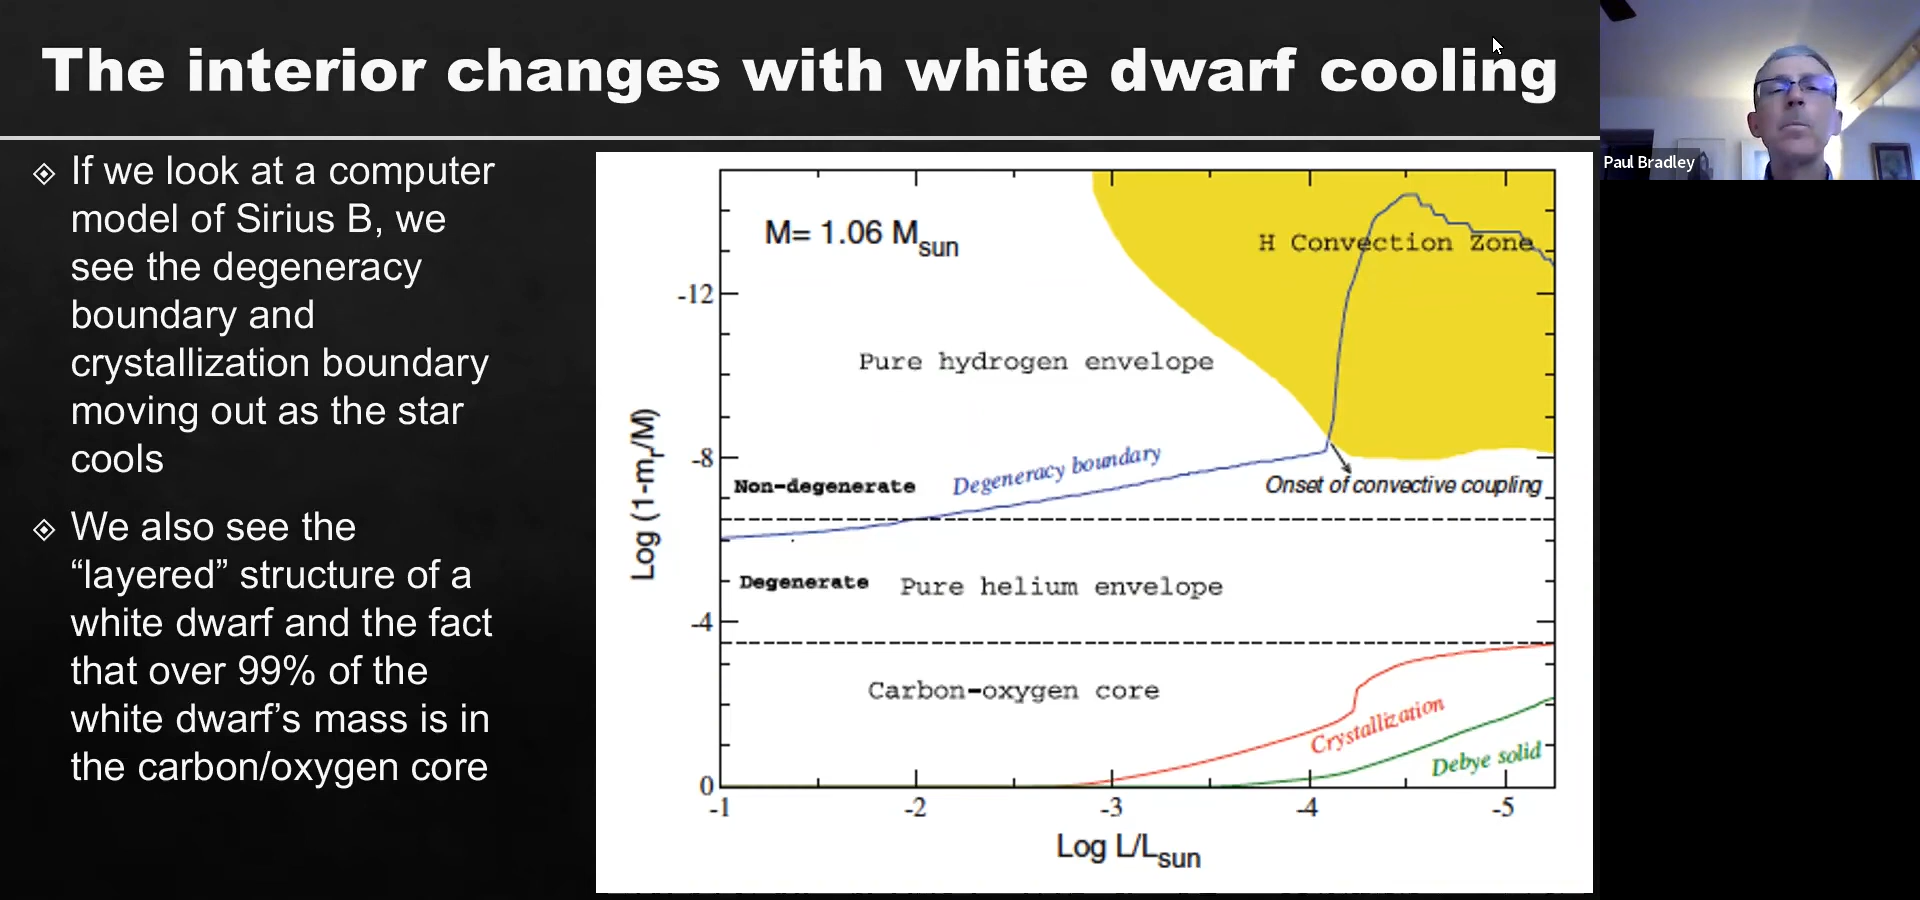 The interior changes with white dwarf cooling
If we look at a computer
model of Sirius B, we
see the degeneracy
boundary and
crystallization boundary
moving out as the star
cools
We also see the
“layered” structure of a
white dwarf and the fact
that over 99% of the
white dwarf’s mass is in
the carbon/oxygen core
M= 1.06 Msun
H Convection Zone
-12
Pure hydrogen envelope
Log (1-mr/M)
-8
Degeneracy boundary
Non-degenerate
Onset of convective coupling
Degenerate
Pure helium envelope
-4
Carbon-oxygen core
Crystallization
Debye solid
0
-1 -2 -3 -4 -5
Log L/Lsun
Paul Bradley